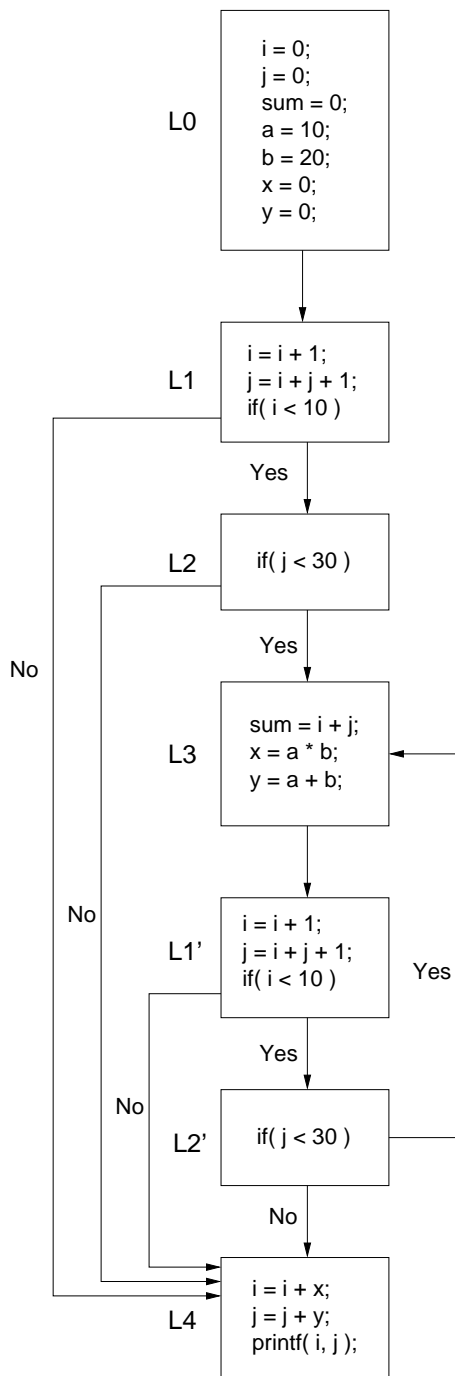 L0
i = 0;
j = 0;
sum = 0;
a = 10;
b = 20;
x = 0;
y = 0;
L1
i = i + 1;
j = i + j + 1;
if( i < 10 )
Yes
L2
if( j < 30 )
No
Yes
L3
sum = i + j;
x = a * b;
y = a + b;
No
L1’
i = i + 1;
j = i + j + 1;
if( i < 10 )
Yes
Yes
No
L2’
if( j < 30 )
No
L4
i = i + x;
j = j + y;
printf( i, j );